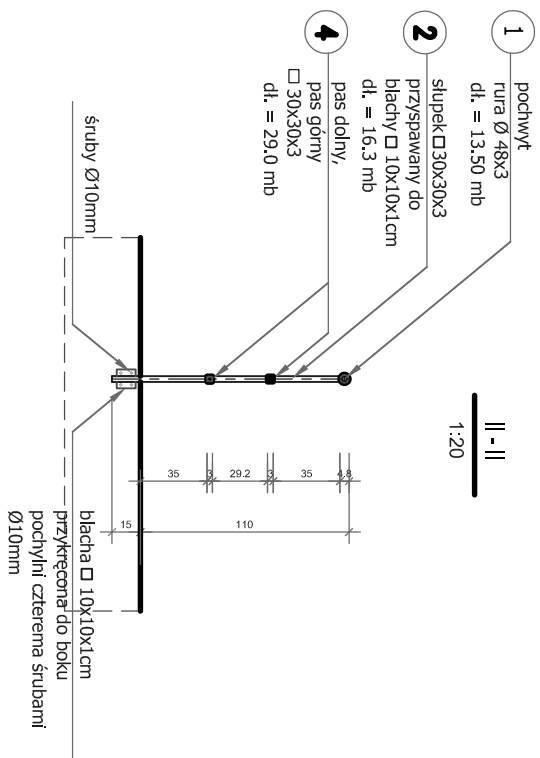 II - II
1:20
1
pochwyt
rura Ø 48x3
dł. = 13.50 mb
2
słupek □30x30x3
przyspawany do
blachy □ 10x10x1cm
dł. = 16.3 mb
4
pas dolny,
pas górny
□ 30x30x3
dł. = 29.0 mb
śruby Ø10mm
35
3
29.2
3
35
4.8
15
110
blacha □ 10x10x1cm
przykręcona do boku
pochylni czterema śrubami
Ø10mm